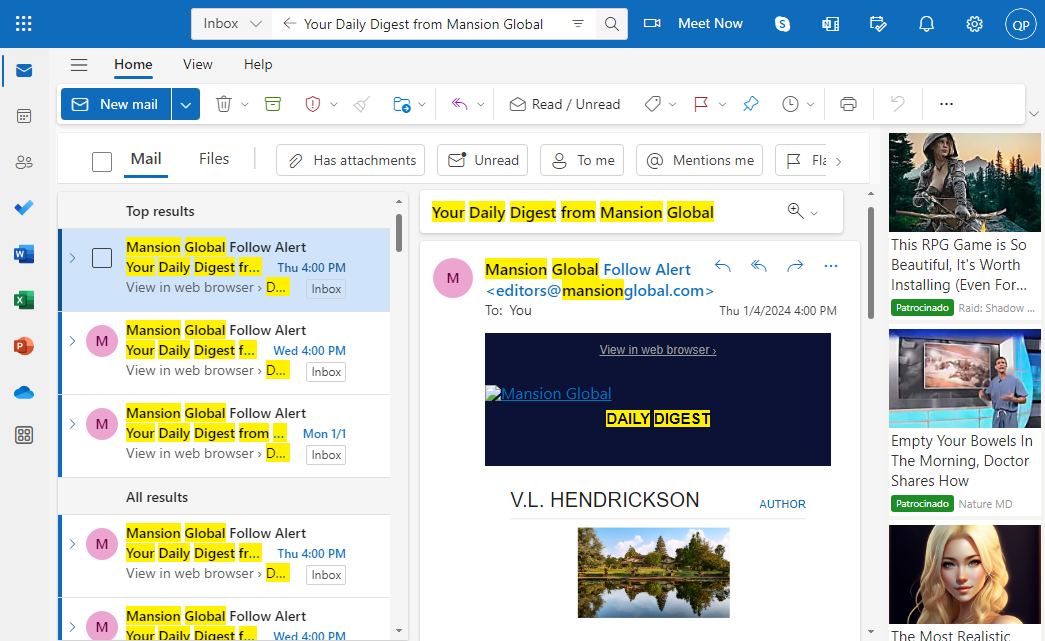 Inbox
Your Daily Digest from Mansion Global
Meet Now
QP
Home
View
Help
New mail
Read / Unread
Mail
Files
Has attachments
Unread
To me
Mentions me
Fla
Top results
Mansion Global Follow Alert
Your Daily Digest fr...
Thu 4:00 PM
View in web browser › D...
Inbox
M
Mansion Global Follow Alert
Your Daily Digest f...
Wed 4:00 PM
View in web browser › D...
Inbox
M
Mansion Global Follow Alert
Your Daily Digest from ...
Mon 1/1
View in web browser › D...
Inbox
All results
M
Mansion Global Follow Alert
Your Daily Digest fr...
Thu 4:00 PM
View in web browser › D...
Inbox
M
Mansion Global Follow Alert
Your Daily Digest f...
Wed 4:00 PM
Your Daily Digest from Mansion Global
M
Mansion Global Follow Alert
<editors@mansionglobal.com>
To: You
Thu 1/4/2024 4:00 PM
View in web browser ›
Mansion Global
DAILY DIGEST
V.L. HENDRICKSON
AUTHOR
This RPG Game is So
Beautiful, It's Worth
Installing (Even For...
Patrocinado
Raid: Shadow ...
Empty Your Bowels In
The Morning, Doctor
Shares How
Patrocinado
Nature MD
The Most Realistic